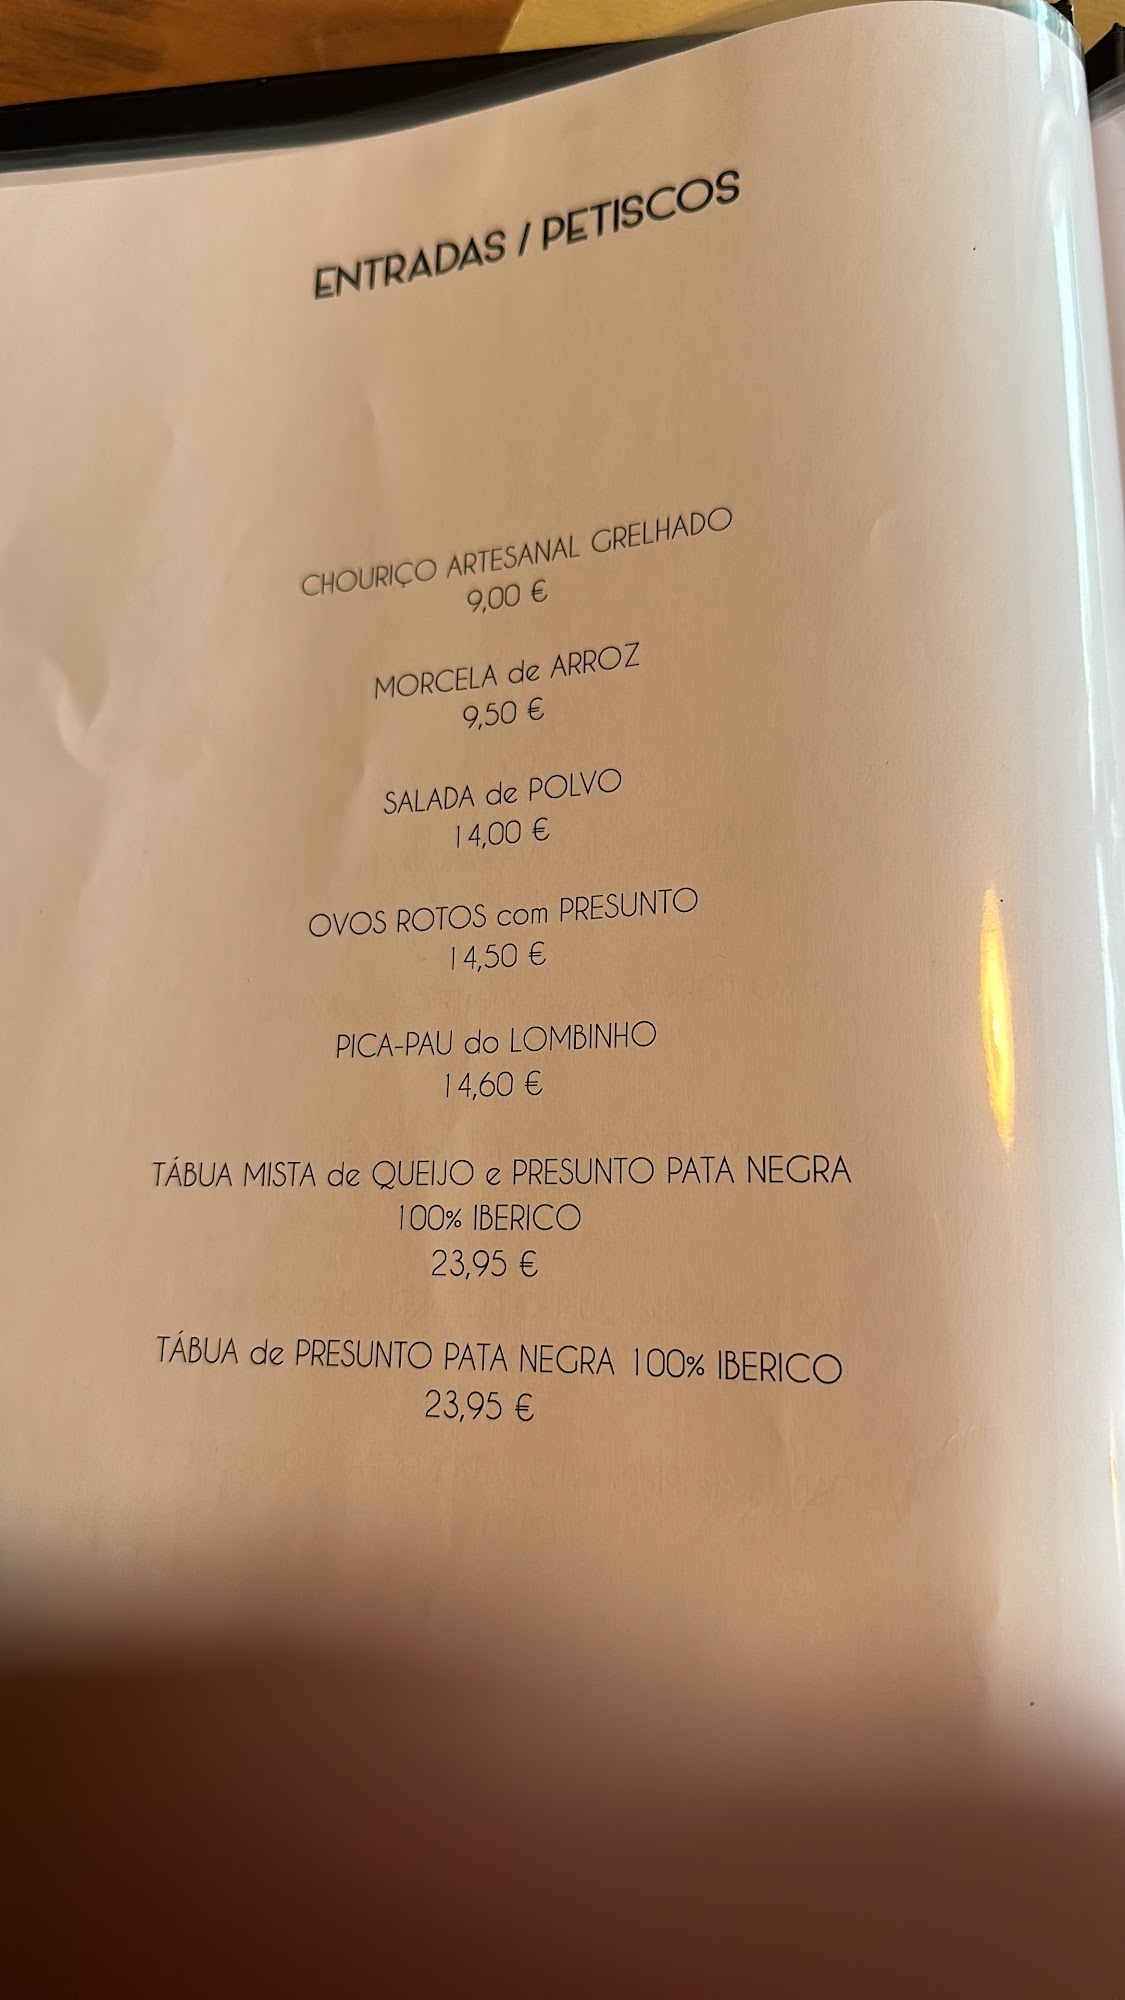 ENTRADAS / PETISCOS
CHOURIÇO ARTESANAL GRELHADO
9,00 €
MORCELA de ARROZ
9,50 €
SALADA de POLVO
14,00 €
OVOS ROTOS com PRESUNTO
14,50 €
PICA-PAU do LOMBINHO
14,60 €
TÁBUA MISTA de QUEIJO e PRESUNTO PATA NEGRA
100% IBERICO
23,95 €
TÁBUA de PRESUNTO PATA NEGRA 100% IBERICO
23,95 €